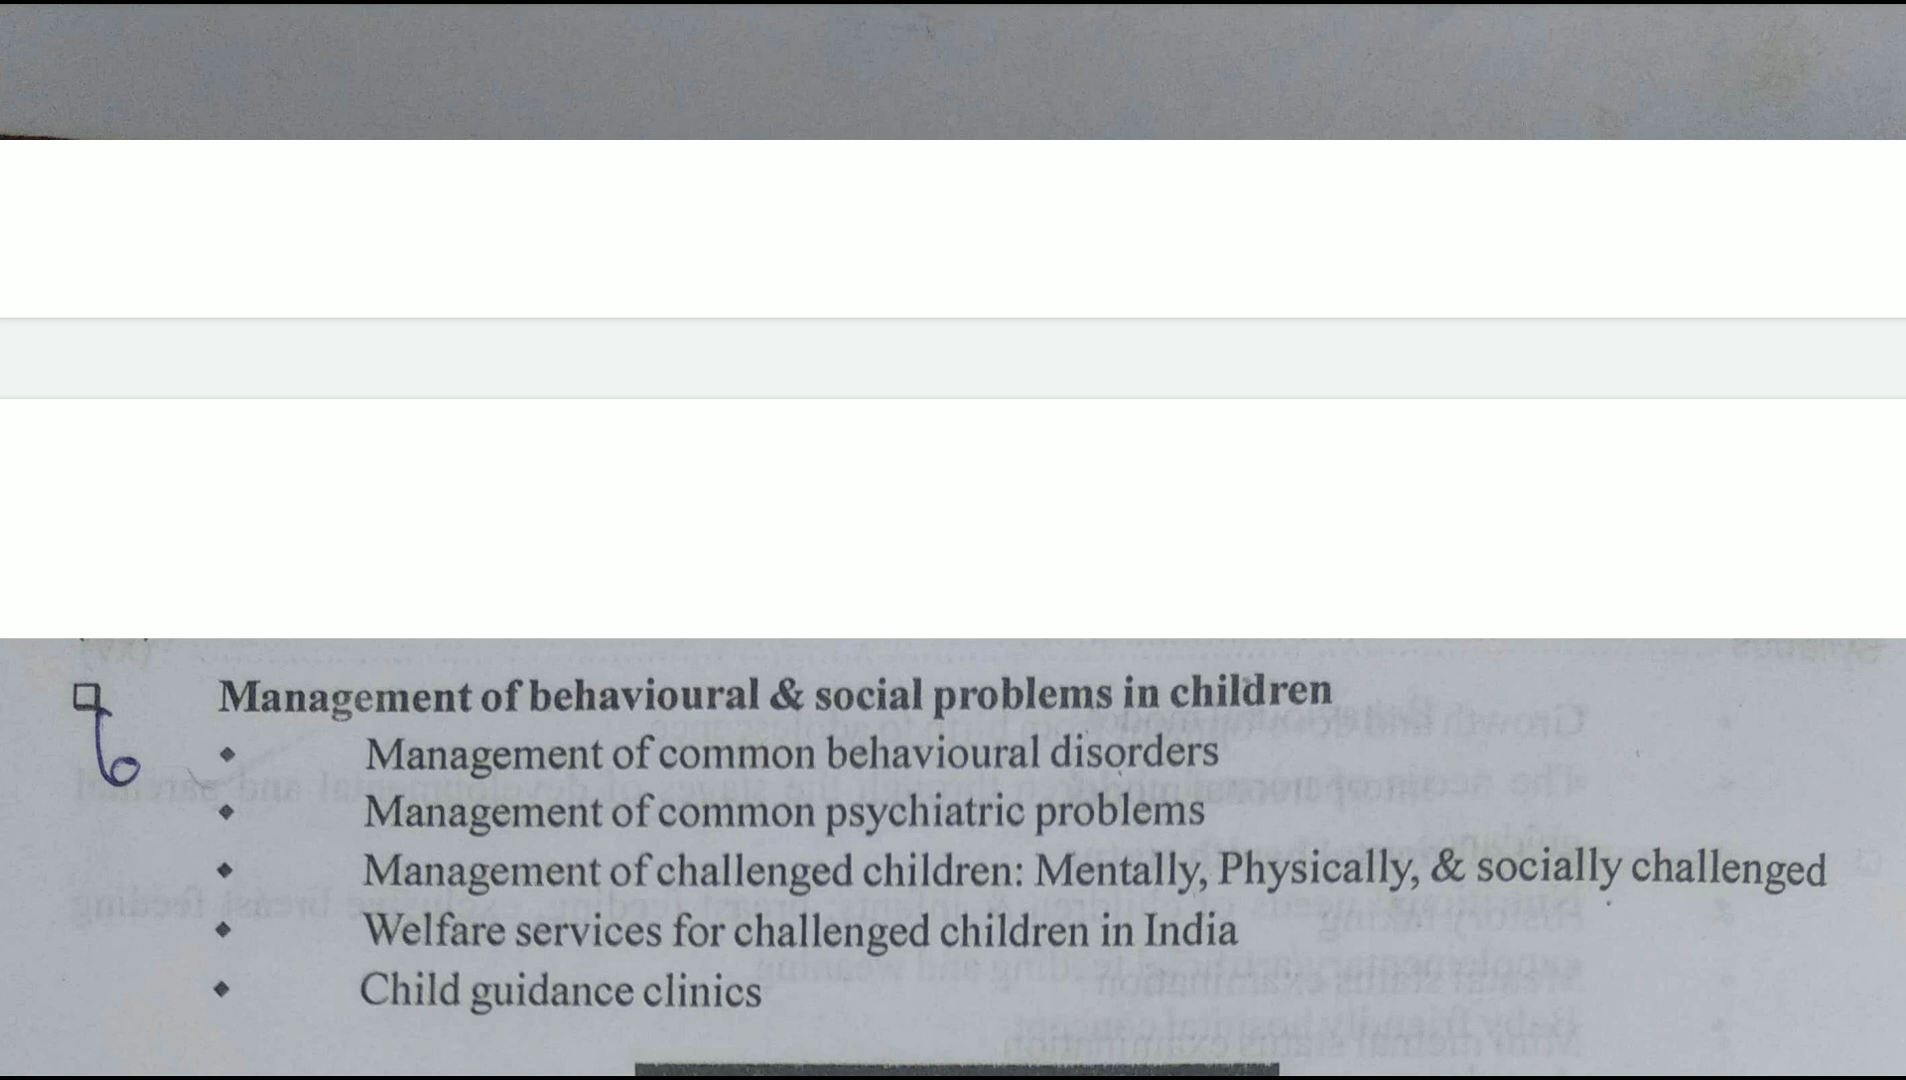 Management of behavioural & social problems in children
Management of common behavioural disorders
Management of common psychiatric problems
Management of challenged children: Mentally, Physically, & socially challenged
Welfare services for challenged children in India
Child guidance clinics